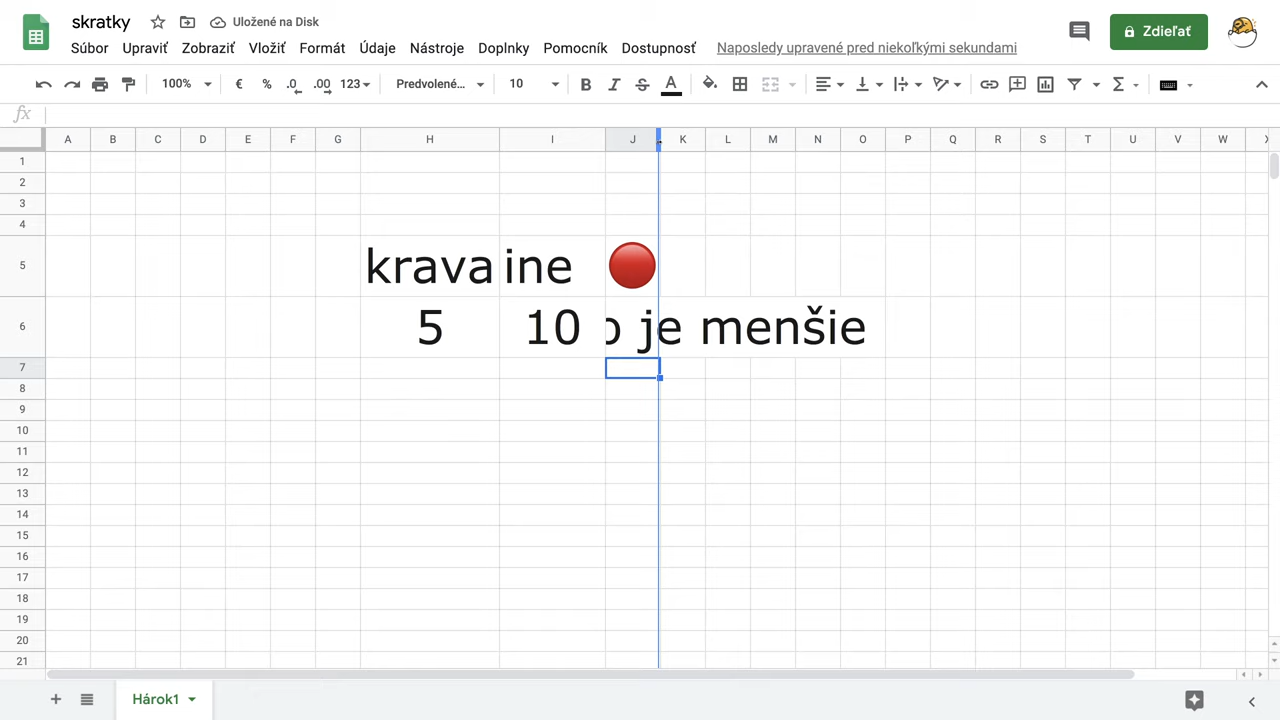 skratky
Uložené na Disk
Súbor Upraviť Zobraziť Vložiť Formát Údaje Nástroje Doplnky Pomocník Dostupnosť Naposledy upravené pred niekoľkými sekundami
Zdieľať
100% € % .0 .00 123 Predvolené... 10 B I S A Σ
fx
A B C D E F G H I J K L M N O P Q R S T U V W
1
2
3
4
5 krava ine
6 5 10 o je menšie
7
8
9
10
11
12
13
14
15
16
17
18
19
20
21
Hárok1